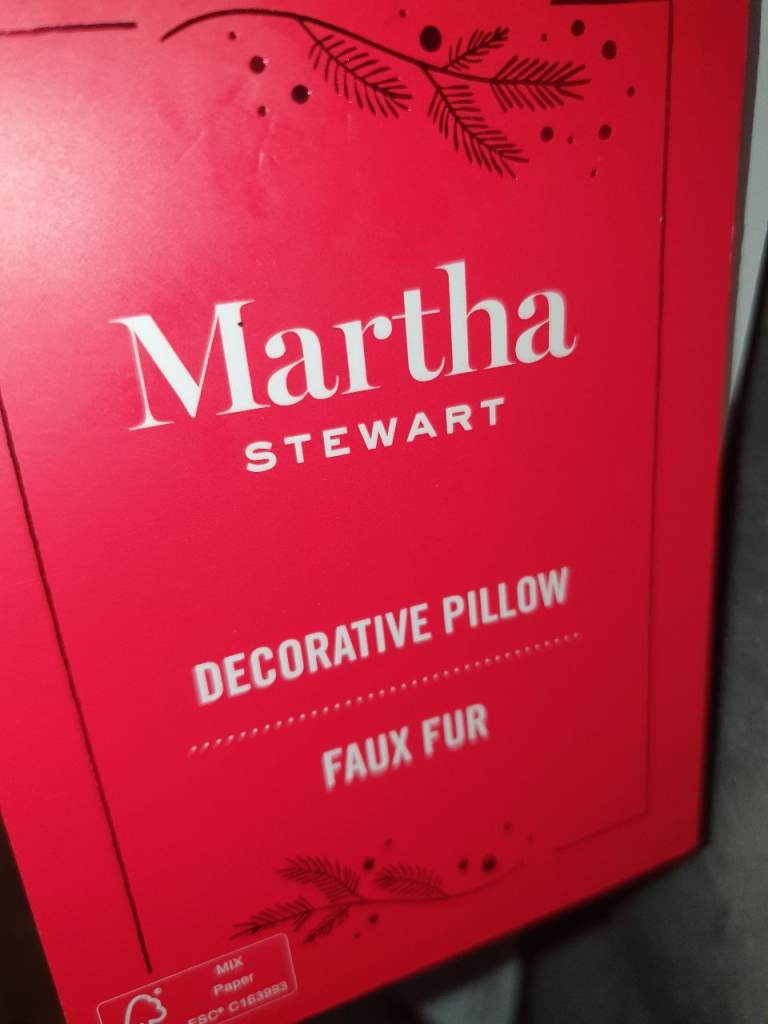 Martha
STEWART
DECORATIVE PILLOW
FAUX FUR
MIX
Paper
FSC® C163993